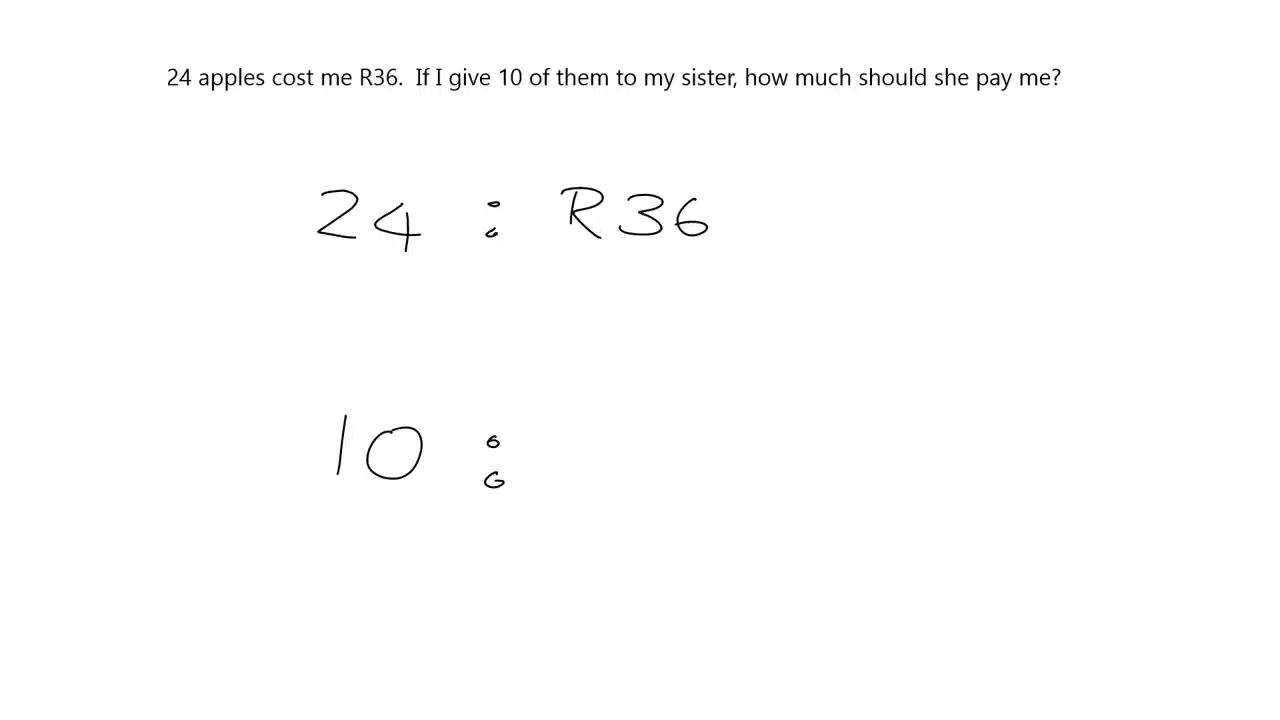 24 apples cost me R36.  If I give 10 of them to my sister, how much should she pay me?
24 : R36
10 :